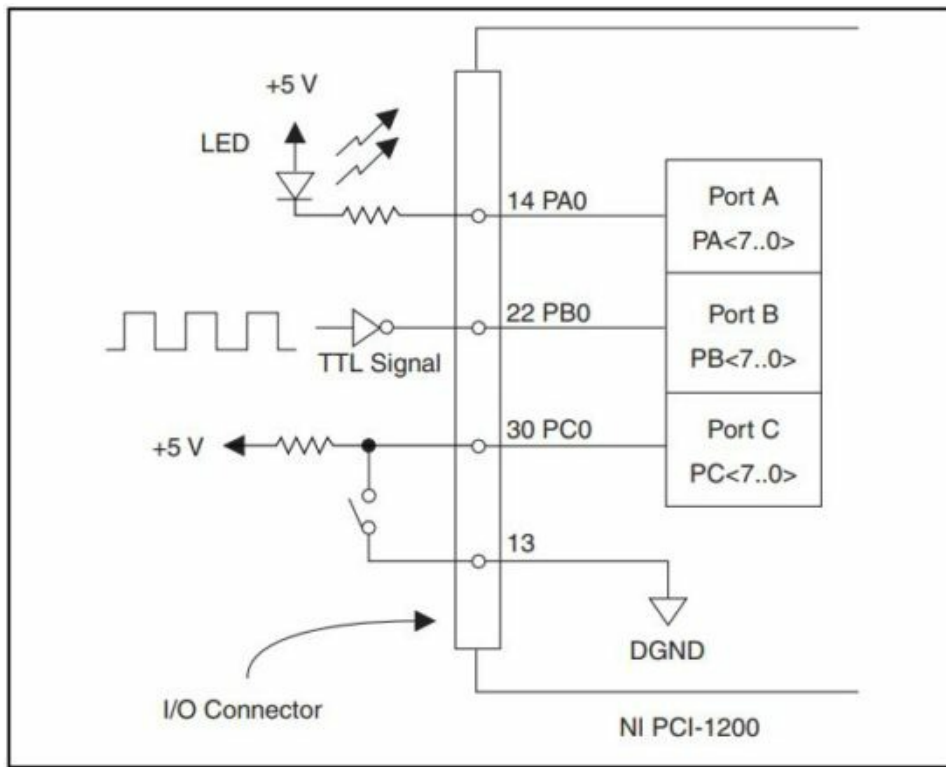 +5 V
LED
14 PA0
Port A
PA<7..0>
22 PB0
TTL Signal
Port B
PB<7..0>
+5 V
30 PC0
Port C
PC<7..0>
13
DGND
I/O Connector
NI PCI-1200